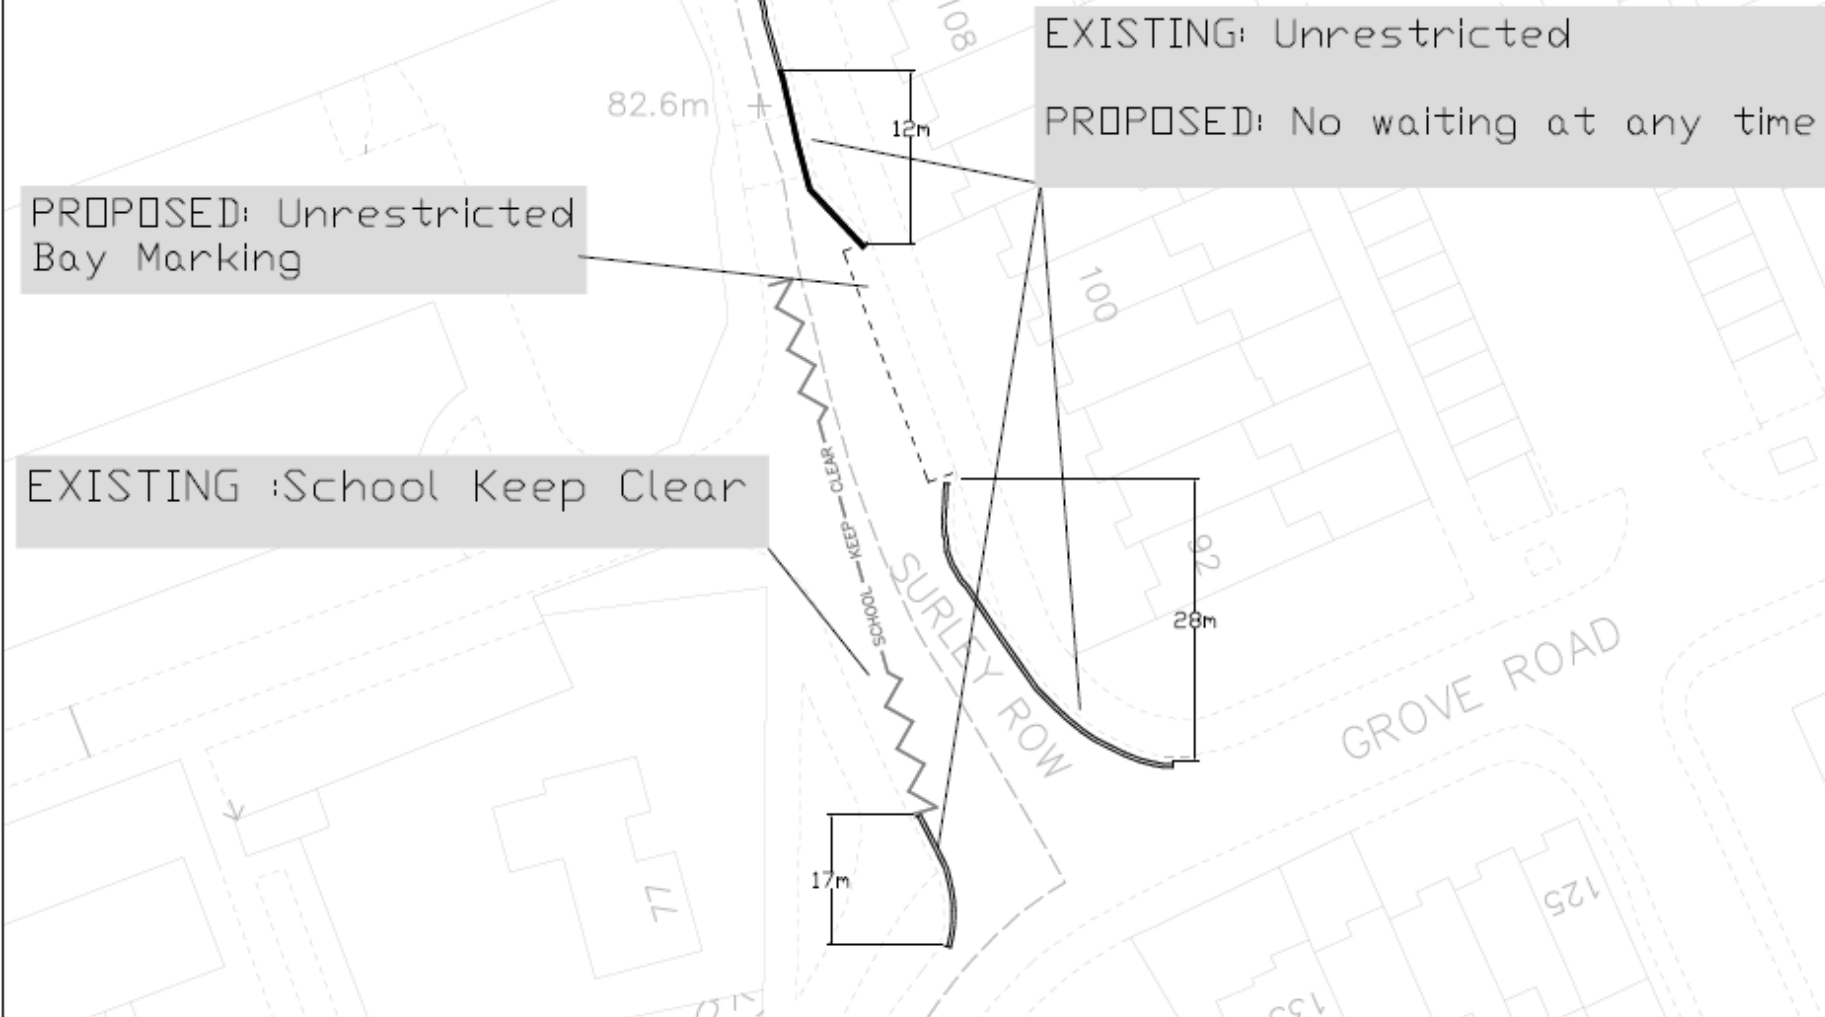 108
EXISTING: Unrestricted
PROPOSED: No waiting at any time
82.6m
12m
PROPOSED: Unrestricted
Bay Marking
100
EXISTING :School Keep Clear
SCHOOL KEEP CLEAR
92
SURLEY ROW
28m
GROVE ROAD
17m
77
125